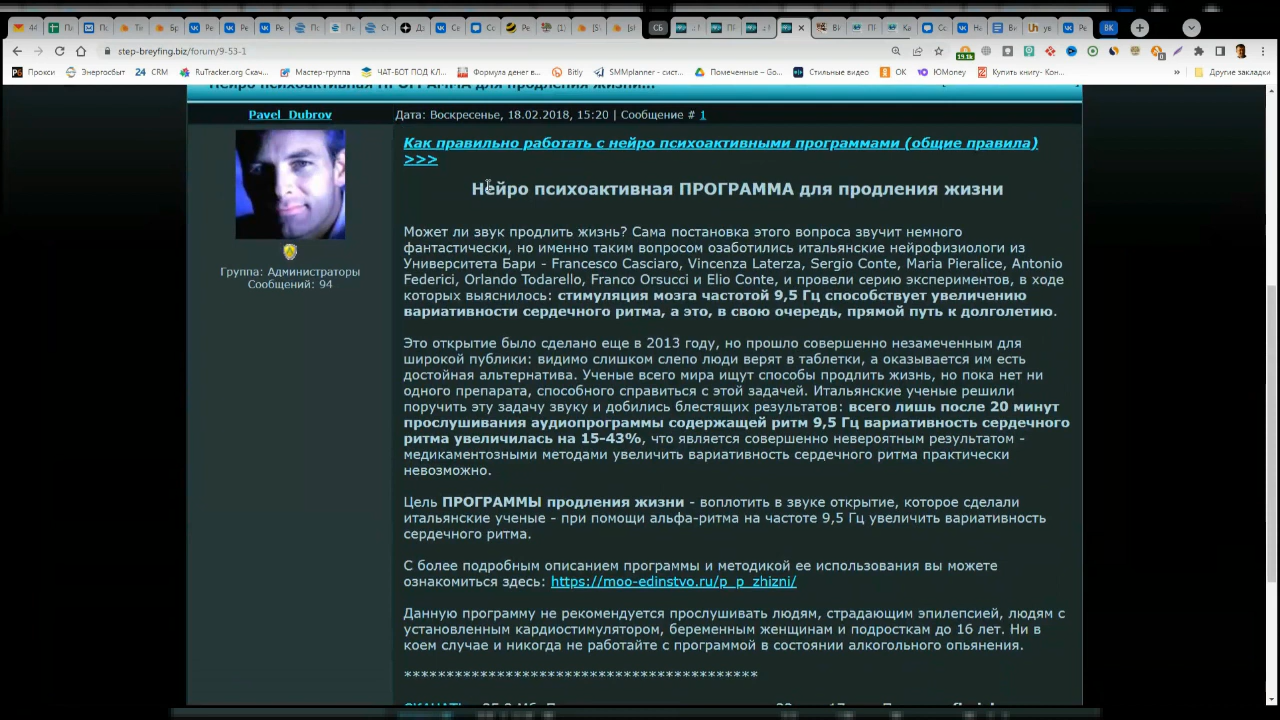 44
step-breyfing.biz/forum/9-53-1
19.1k
Прокси
Энергосбыт
24 CRM
RuTracker.org Скач...
Мастер-группа
ЧАТ-БОТ ПОД КЛ...
Формула денег в...
Bitly
SMMplanner - сист...
Помеченные – Go...
Стильные видео
OK
ЮMoney
Купить книгу- Кон...
»
Другие закладки
Нейро психоактивная ПРОГРАММА для продления жизни...
Pavel_Dubrov
Дата: Воскресенье, 18.02.2018, 15:20 | Сообщение # 1
Группа: Администраторы
Сообщений: 94
Как правильно работать с нейро психоактивными программами (общие правила)
>>>
Нейро психоактивная ПРОГРАММА для продления жизни
Может ли звук продлить жизнь? Сама постановка этого вопроса звучит немного
фантастически, но именно таким вопросом озаботились итальянские нейрофизиологи из
Университета Бари - Francesco Casciaro, Vincenza Laterza, Sergio Conte, Maria Pieralice, Antonio
Federici, Orlando Todarello, Franco Orsucci и Elio Conte, и провели серию экспериментов, в ходе
которых выяснилось: стимуляция мозга частотой 9,5 Гц способствует увеличению
вариативности сердечного ритма, а это, в свою очередь, прямой путь к долголетию.
Это открытие было сделано еще в 2013 году, но прошло совершенно незамеченным для
широкой публики: видимо слишком слепо люди верят в таблетки, а оказывается им есть
достойная альтернатива. Ученые всего мира ищут способы продлить жизнь, но пока нет ни
одного препарата, способного справиться с этой задачей. Итальянские ученые решили
поручить эту задачу звуку и добились блестящих результатов: всего лишь после 20 минут
прослушивания аудиопрограммы содержащей ритм 9,5 Гц вариативность сердечного
ритма увеличилась на 15-43%, что является совершенно невероятным результатом -
медикаментозными методами увеличить вариативность сердечного ритма практически
невозможно.
Цель ПРОГРАММЫ продления жизни - воплотить в звуке открытие, которое сделали
итальянские ученые - при помощи альфа-ритма на частоте 9,5 Гц увеличить вариативность
сердечного ритма.
С более подробным описанием программы и методикой ее использования вы можете
ознакомиться здесь: https://moo-edinstvo.ru/p_p_zhizni/
Данную программу не рекомендуется прослушивать людям, страдающим эпилепсией, людям с
установленным кардиостимулятором, беременным женщинам и подросткам до 16 лет. Ни в
коем случае и никогда не работайте с программой в состоянии алкогольного опьянения.
******************************************